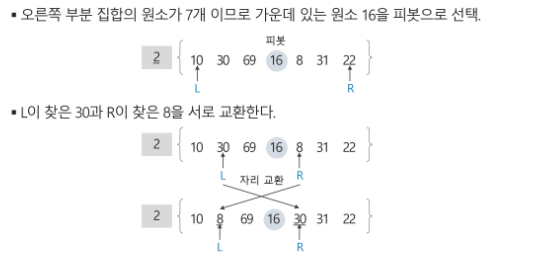 ▪ 오른쪽 부분 집합의 원소가 7개 이므로 가운데 있는 원소 16을 피봇으로 선택.
피봇
2 { 10 30 69 16 8 31 22 }
L R
▪ L이 찾은 30과 R이 찾은 8을 서로 교환한다.
2 { 10 30 69 16 8 31 22 }
L 자리 교환 R
2 { 10 8 69 16 30 31 22 }
L R